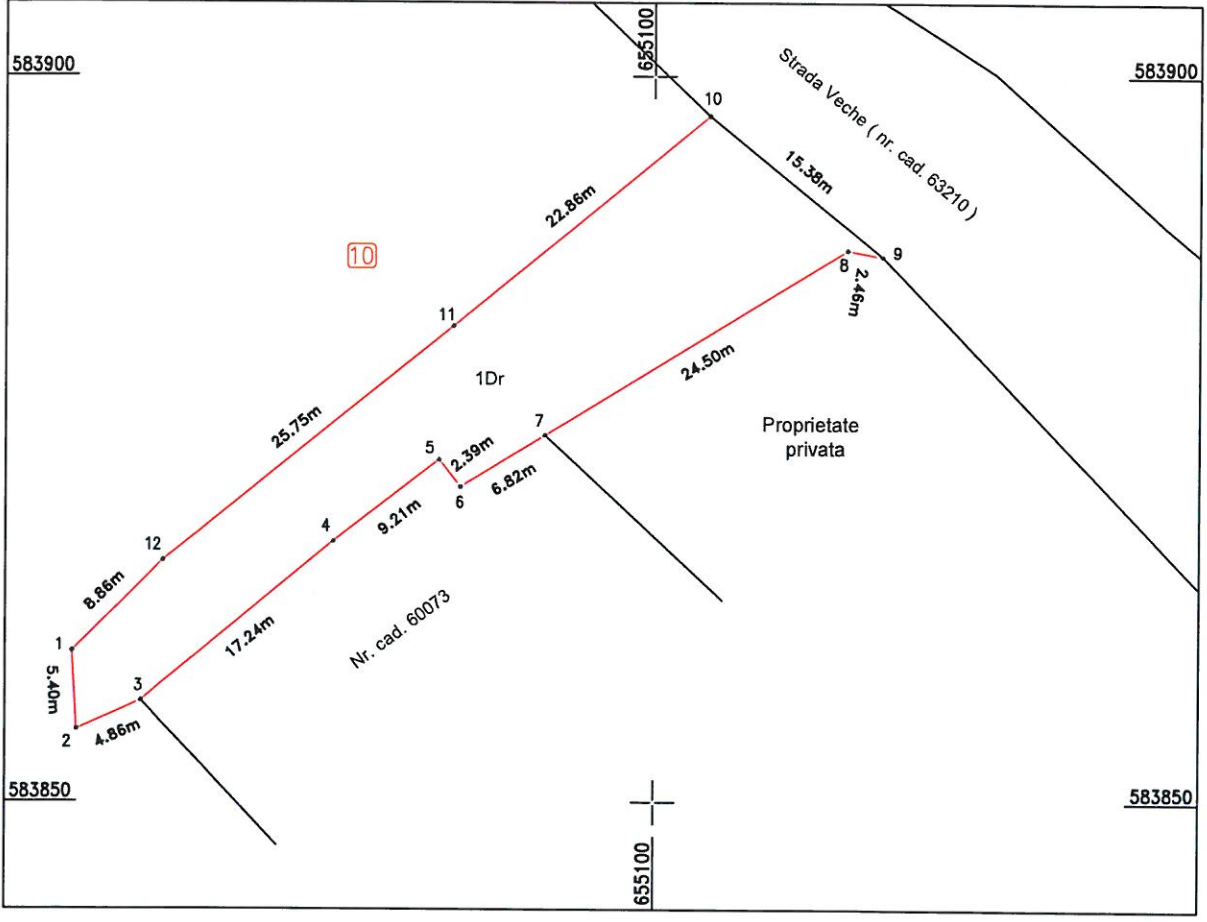 655100
583900
583900
Strada Veche ( nr. cad. 63210 )
10
15.38m
22.86m
10
8
9
2.46m
11
24.50m
1Dr
25.75m
7
Proprietate
privata
5
2.39m
6.82m
6
9.21m
4
12
8.86m
Nr. cad. 60073
17.24m
1
5.40m
3
2
4.86m
583850
583850
655100